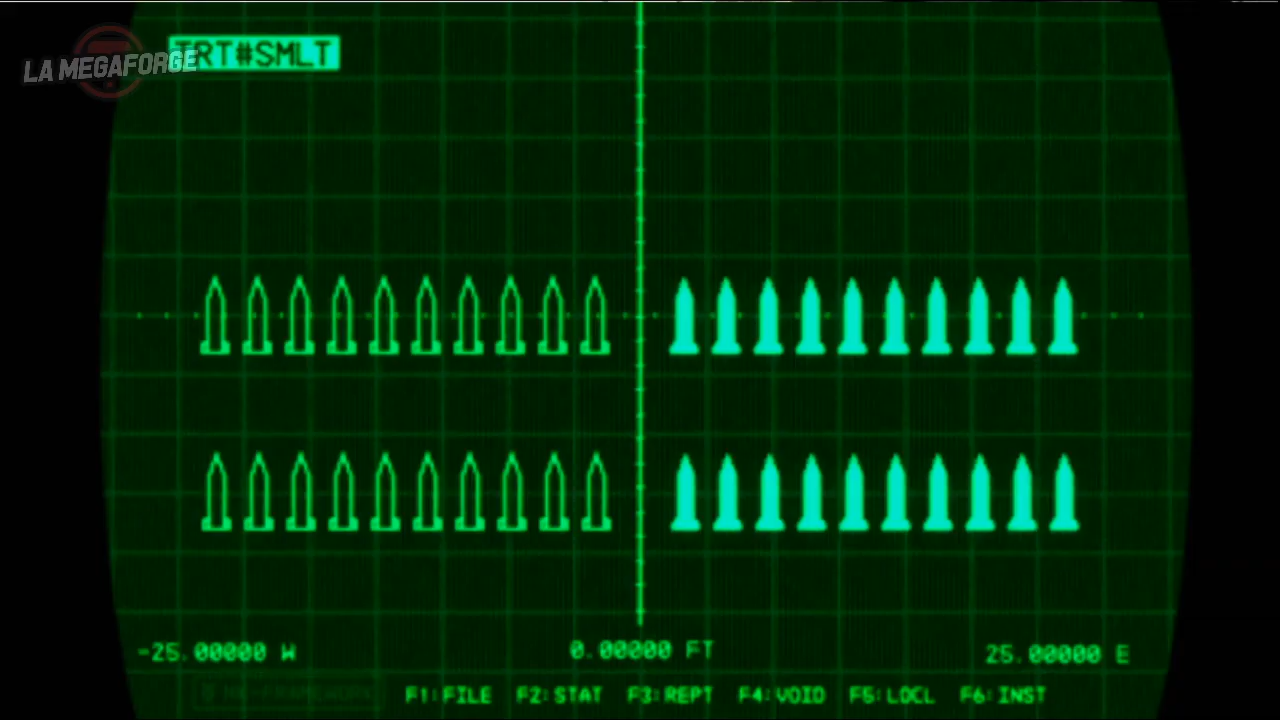 TRT#SMLT
LA MEGAFORGE
-25.00000 W 0.00000 FT 25.00000 E
F1:FILE F2:STAT F3:REPT F4:VOID F5:LOCL F6:INST